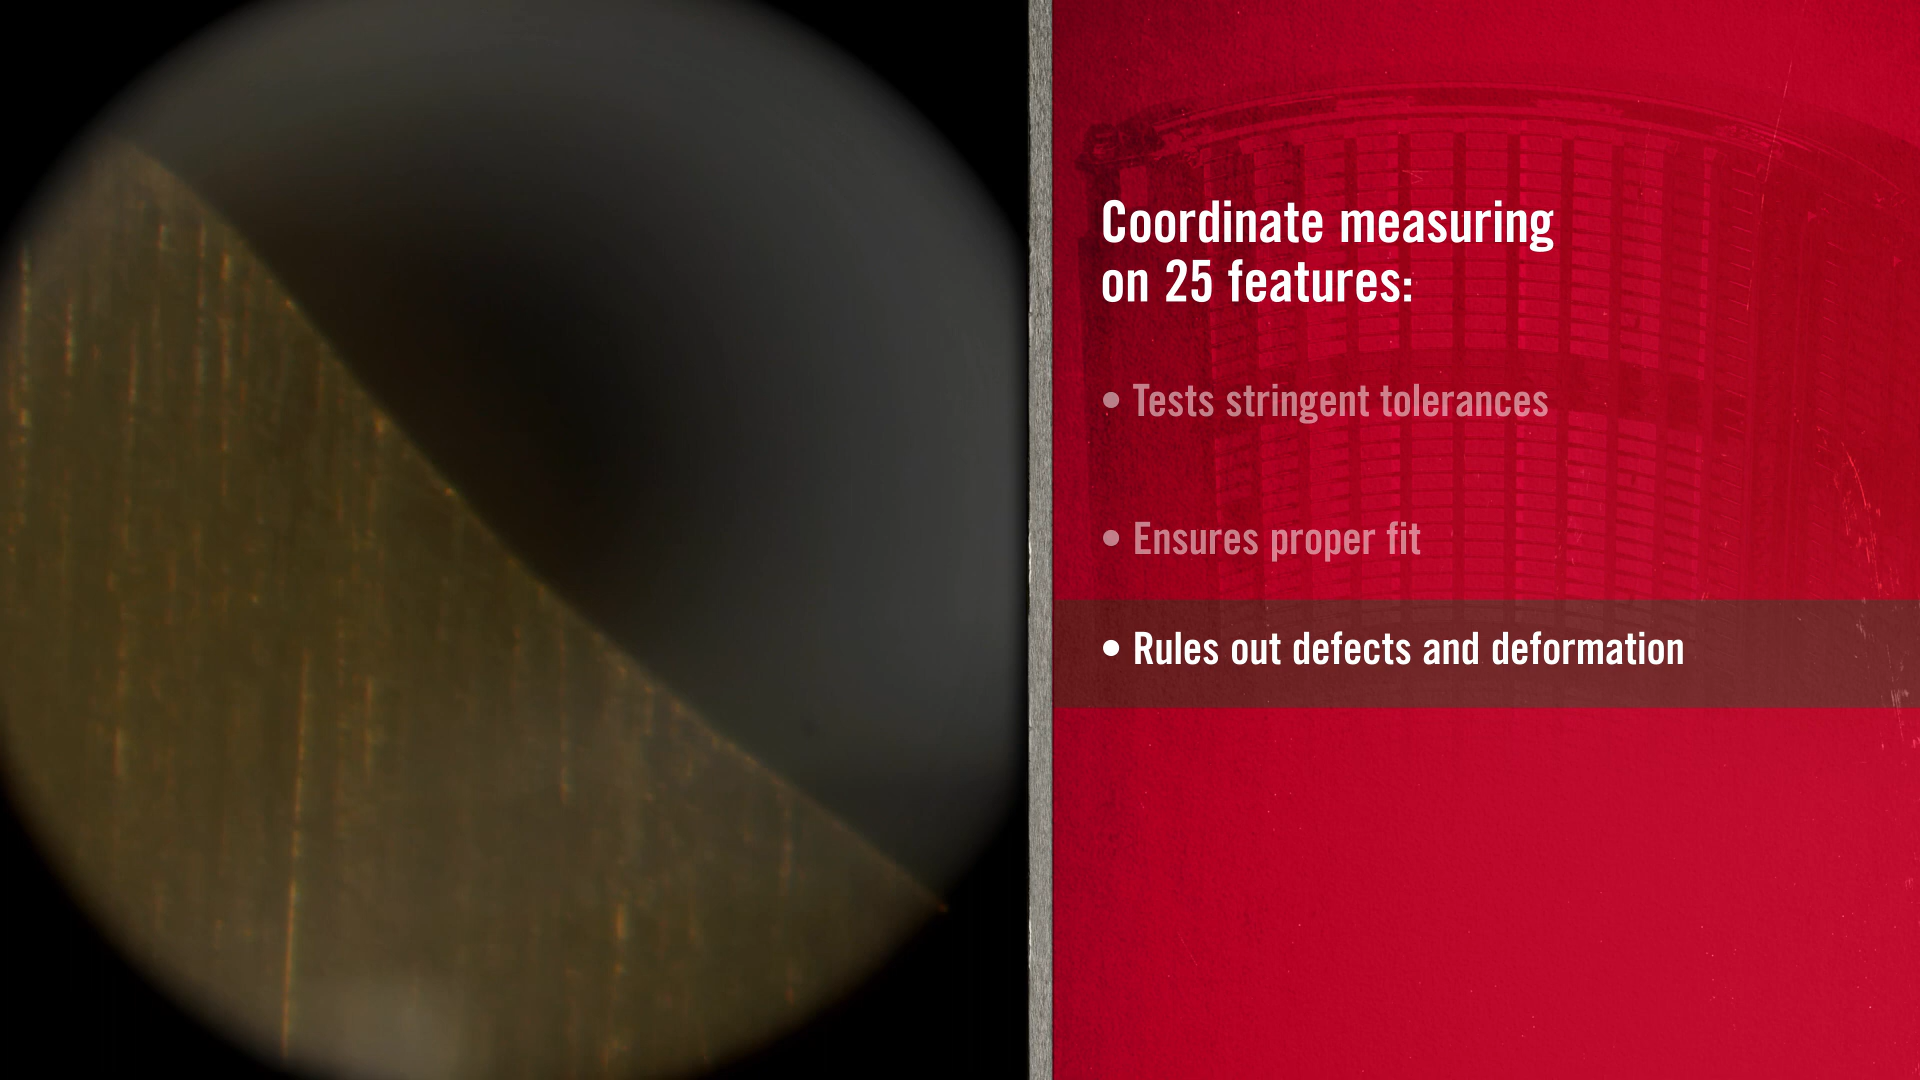 Coordinate measuring
on 25 features:
• Tests stringent tolerances
• Ensures proper fit
• Rules out defects and deformation